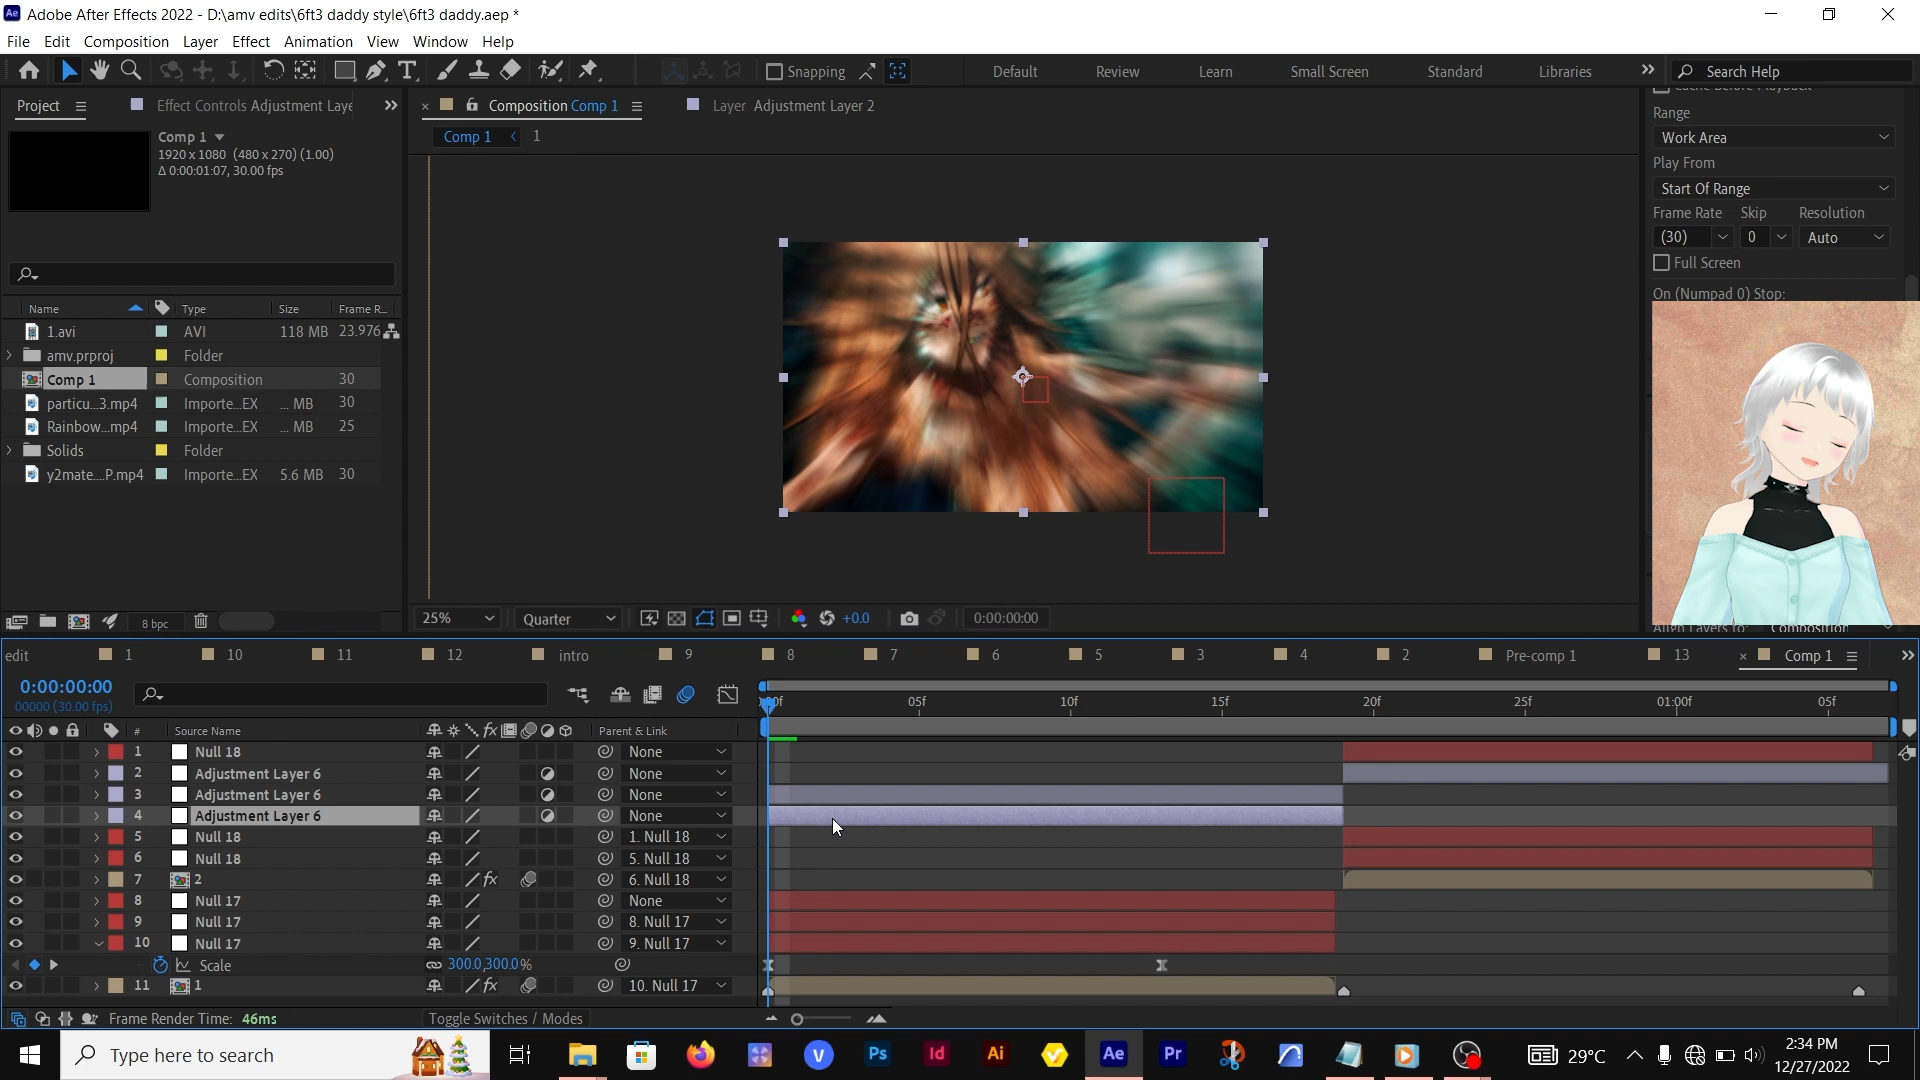 Adobe After Effects 2022 - D:\amv edits\6ft3 daddy style\6ft3 daddy.aep *
File Edit Composition Layer Effect Animation View Window Help
Snapping Default Review Learn Small Screen Standard Libraries Search Help
Project Effect Controls Adjustment Laye Composition Comp 1 Layer Adjustment Layer 2
Comp 1
1920 x 1080 (480 x 270) (1.00)
Δ 0:00:01:07, 30.00 fps
Comp 1 1
Range
Work Area
Play From
Start Of Range
Frame Rate Skip Resolution
(30) 0 Auto
Full Screen
On (Numpad 0) Stop:
Name Type Size Frame R...
1.avi AVI 118 MB 23.976
amv.prproj Folder
Comp 1 Composition 30
particu...3.mp4 Importe...EX ... MB 30
Rainbow...mp4 Importe...EX ... MB 25
Solids Folder
y2mate....P.mp4 Importe...EX 5.6 MB 30
8 bpc
25% Quarter +0.0 0:00:00:00
edit 1 10 11 12 intro 9 8 7 6 5 3 4 2 Pre-comp 1 13 Comp 1
0:00:00:00
00000 (30.00 fps)
05f 10f 15f 20f 25f 01:00f 05f
# Source Name Parent & Link
1 Null 18 None
2 Adjustment Layer 6 None
3 Adjustment Layer 6 None
4 Adjustment Layer 6 None
5 Null 18 1. Null 18
6 Null 18 5. Null 18
7 2 6. Null 18
8 Null 17 None
9 Null 17 8. Null 17
10 Null 17 9. Null 17
Scale 300.0,300.0%
11 1 10. Null 17
Frame Render Time: 46ms Toggle Switches / Modes
Type here to search
29°C
2:34 PM
12/27/2022